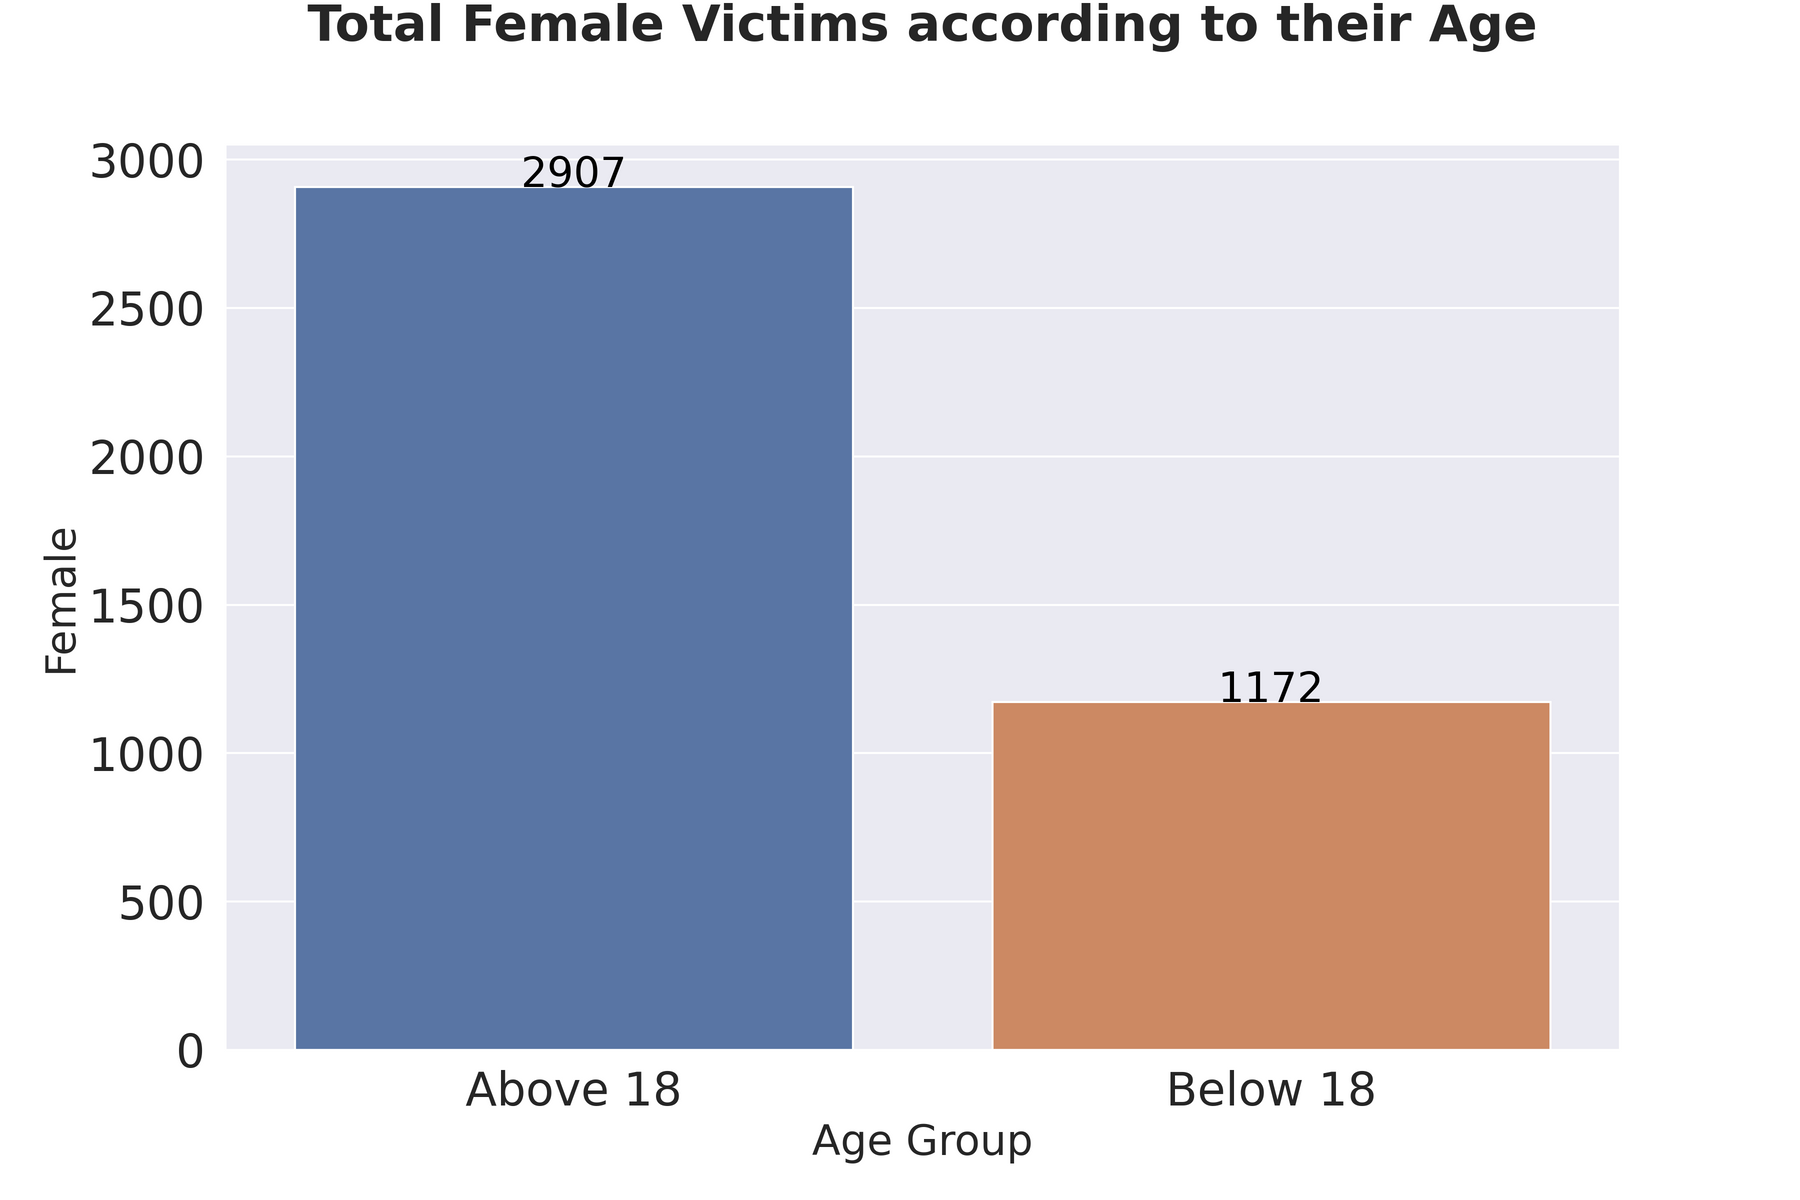 Total Female Victims according to their Age
3000
2907
2500
2000
1500
1172
1000
500
0
Female
Above 18
Below 18
Age Group